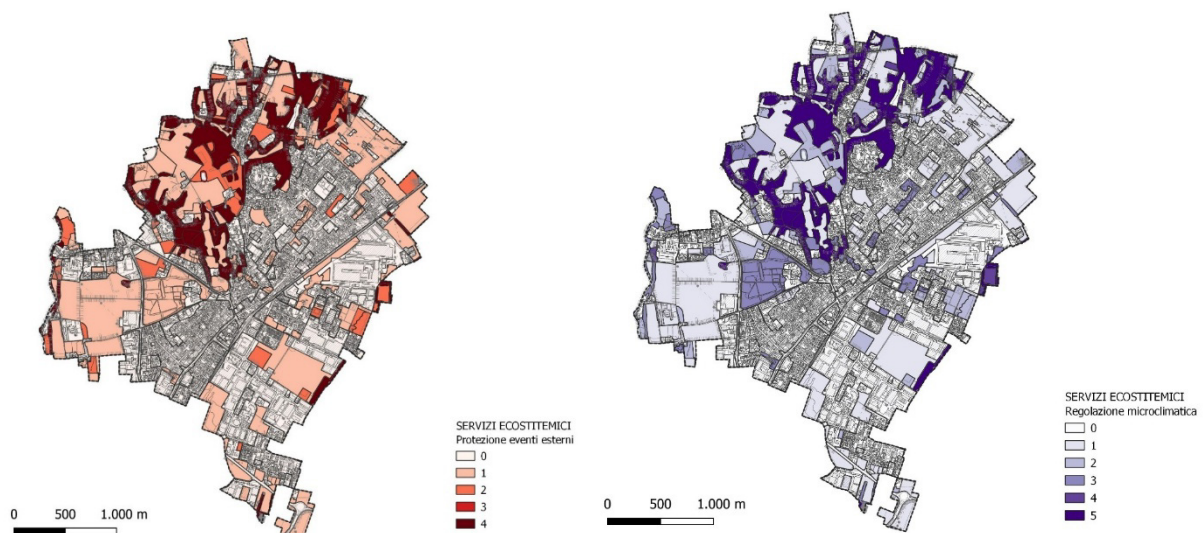 SERVIZI ECOSTITEMICI
Protezione eventi esterni
0
1
2
3
4
0 500 1.000 m
SERVIZI ECOSTITEMICI
Regolazione microclimatica
0
1
2
3
4
5
0 500 1.000 m